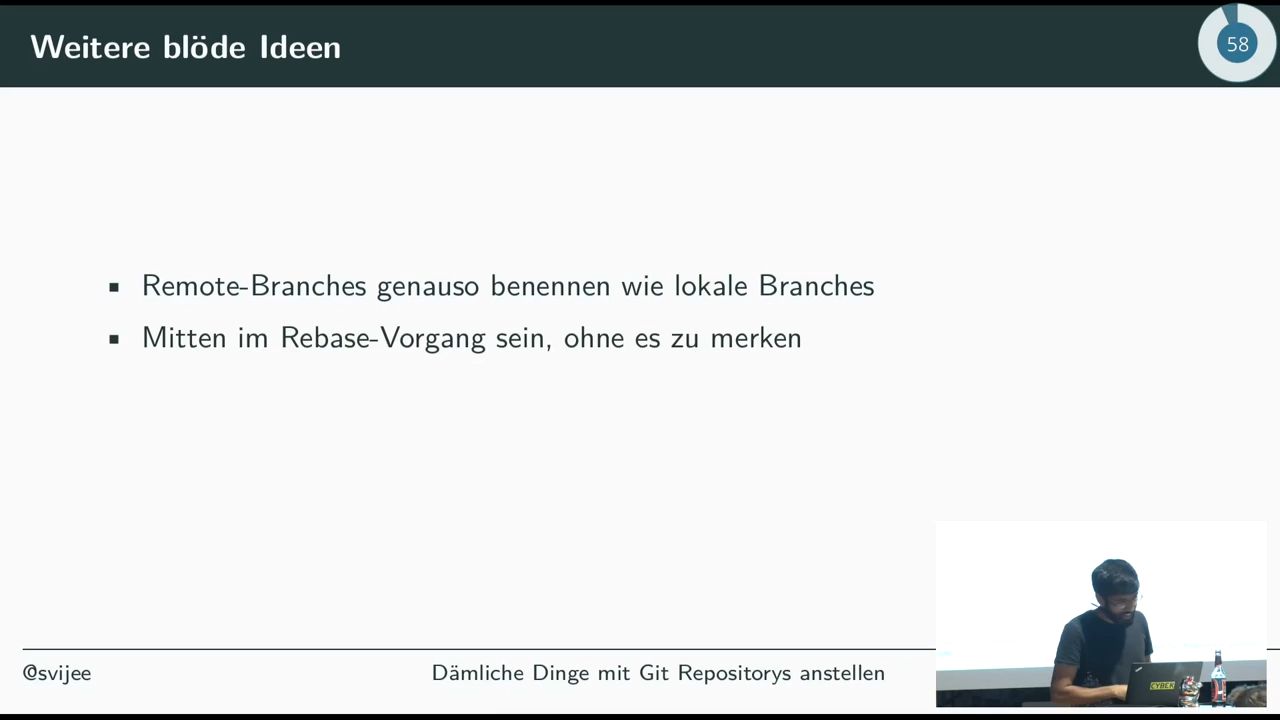 Weitere blöde Ideen
58
▪ Remote-Branches genauso benennen wie lokale Branches
▪ Mitten im Rebase-Vorgang sein, ohne es zu merken
@svijee
Dämliche Dinge mit Git Repositorys anstellen
CYBER